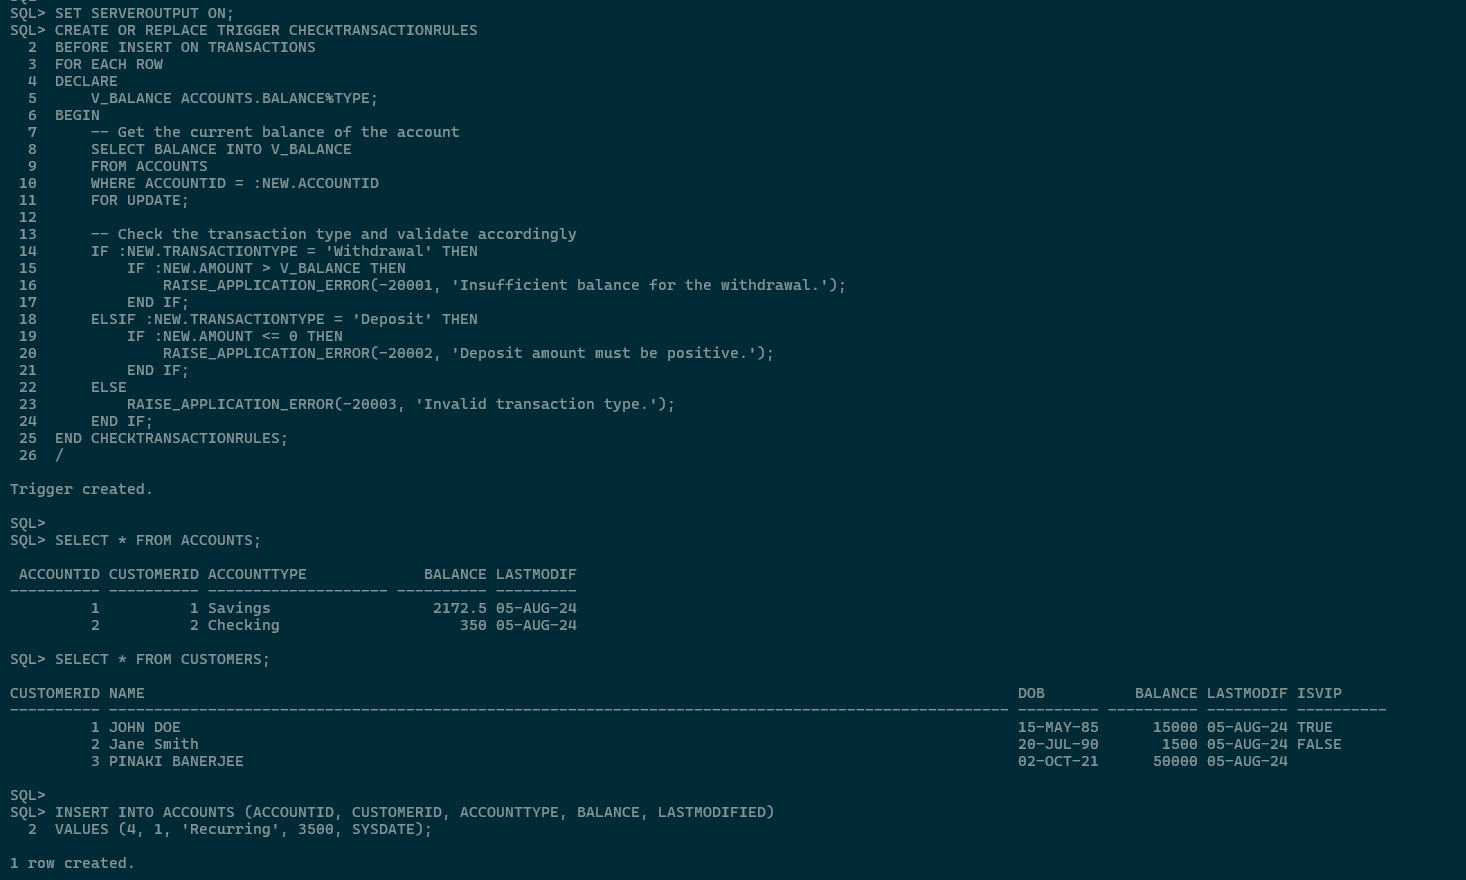 SQL> SET SERVEROUTPUT ON;
SQL> CREATE OR REPLACE TRIGGER CHECKTRANSACTIONRULES
  2  BEFORE INSERT ON TRANSACTIONS
  3  FOR EACH ROW
  4  DECLARE
  5      V_BALANCE ACCOUNTS.BALANCE%TYPE;
  6  BEGIN
  7      -- Get the current balance of the account
  8      SELECT BALANCE INTO V_BALANCE
  9      FROM ACCOUNTS
 10      WHERE ACCOUNTID = :NEW.ACCOUNTID
 11      FOR UPDATE;
 12
 13      -- Check the transaction type and validate accordingly
 14      IF :NEW.TRANSACTIONTYPE = 'Withdrawal' THEN
 15          IF :NEW.AMOUNT > V_BALANCE THEN
 16              RAISE_APPLICATION_ERROR(-20001, 'Insufficient balance for the withdrawal.');
 17          END IF;
 18      ELSIF :NEW.TRANSACTIONTYPE = 'Deposit' THEN
 19          IF :NEW.AMOUNT <= 0 THEN
 20              RAISE_APPLICATION_ERROR(-20002, 'Deposit amount must be positive.');
 21          END IF;
 22      ELSE
 23          RAISE_APPLICATION_ERROR(-20003, 'Invalid transaction type.');
 24      END IF;
 25  END CHECKTRANSACTIONRULES;
 26  /
Trigger created.
SQL>
SQL> SELECT * FROM ACCOUNTS;
 ACCOUNTID CUSTOMERID ACCOUNTTYPE             BALANCE LASTMODIF
---------- ---------- -------------------- ---------- ---------
         1          1 Savings                  2172.5 05-AUG-24
         2          2 Checking                    350 05-AUG-24
SQL> SELECT * FROM CUSTOMERS;
CUSTOMERID NAME                                                                                                 DOB          BALANCE LASTMODIF ISVIP
---------- ---------------------------------------------------------------------------------------------------- --------- ---------- --------- ----------
         1 JOHN DOE                                                                                             15-MAY-85      15000 05-AUG-24 TRUE
         2 Jane Smith                                                                                           20-JUL-90       1500 05-AUG-24 FALSE
         3 PINAKI BANERJEE                                                                                      02-OCT-21      50000 05-AUG-24
SQL>
SQL> INSERT INTO ACCOUNTS (ACCOUNTID, CUSTOMERID, ACCOUNTTYPE, BALANCE, LASTMODIFIED)
  2  VALUES (4, 1, 'Recurring', 3500, SYSDATE);
1 row created.